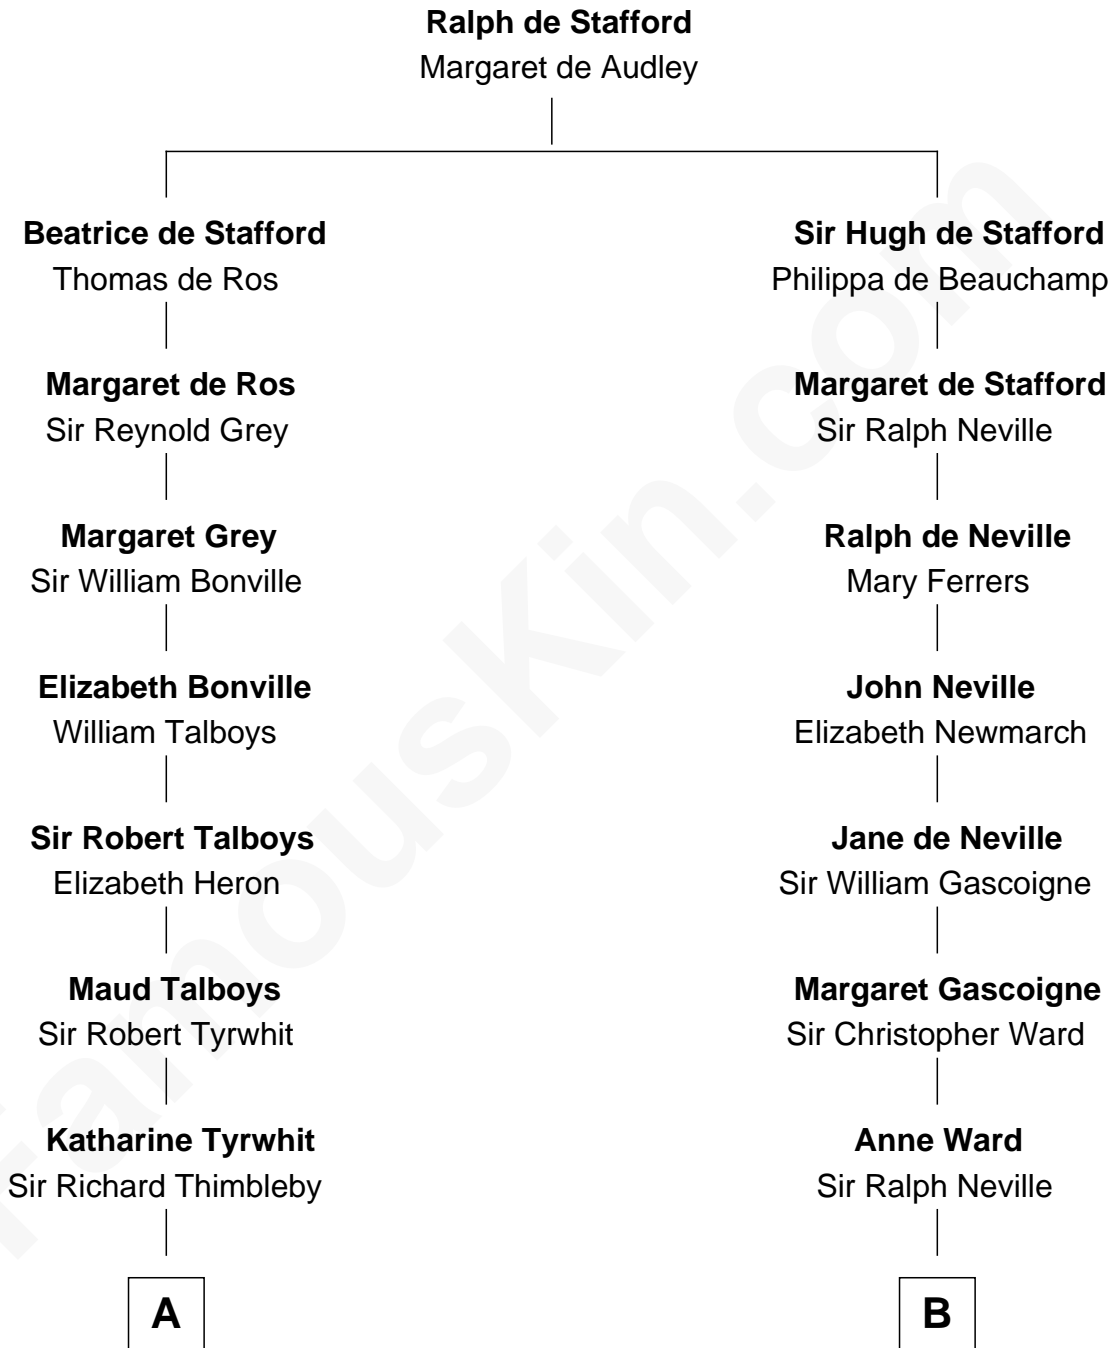 Ralph de Stafford
Margaret de Audley
Beatrice de Stafford
Thomas de Ros
Margaret de Ros
Sir Reynold Grey
Margaret Grey
Sir William Bonville
Elizabeth Bonville
William Talboys
Sir Robert Talboys
Elizabeth Heron
Maud Talboys
Sir Robert Tyrwhit
Katharine Tyrwhit
Sir Richard Thimbleby
A
Sir Hugh de Stafford
Philippa de Beauchamp
Margaret de Stafford
Sir Ralph Neville
Ralph de Neville
Mary Ferrers
John Neville
Elizabeth Newmarch
Jane de Neville
Sir William Gascoigne
Margaret Gascoigne
Sir Christopher Ward
Anne Ward
Sir Ralph Neville
B
FamousKin.com